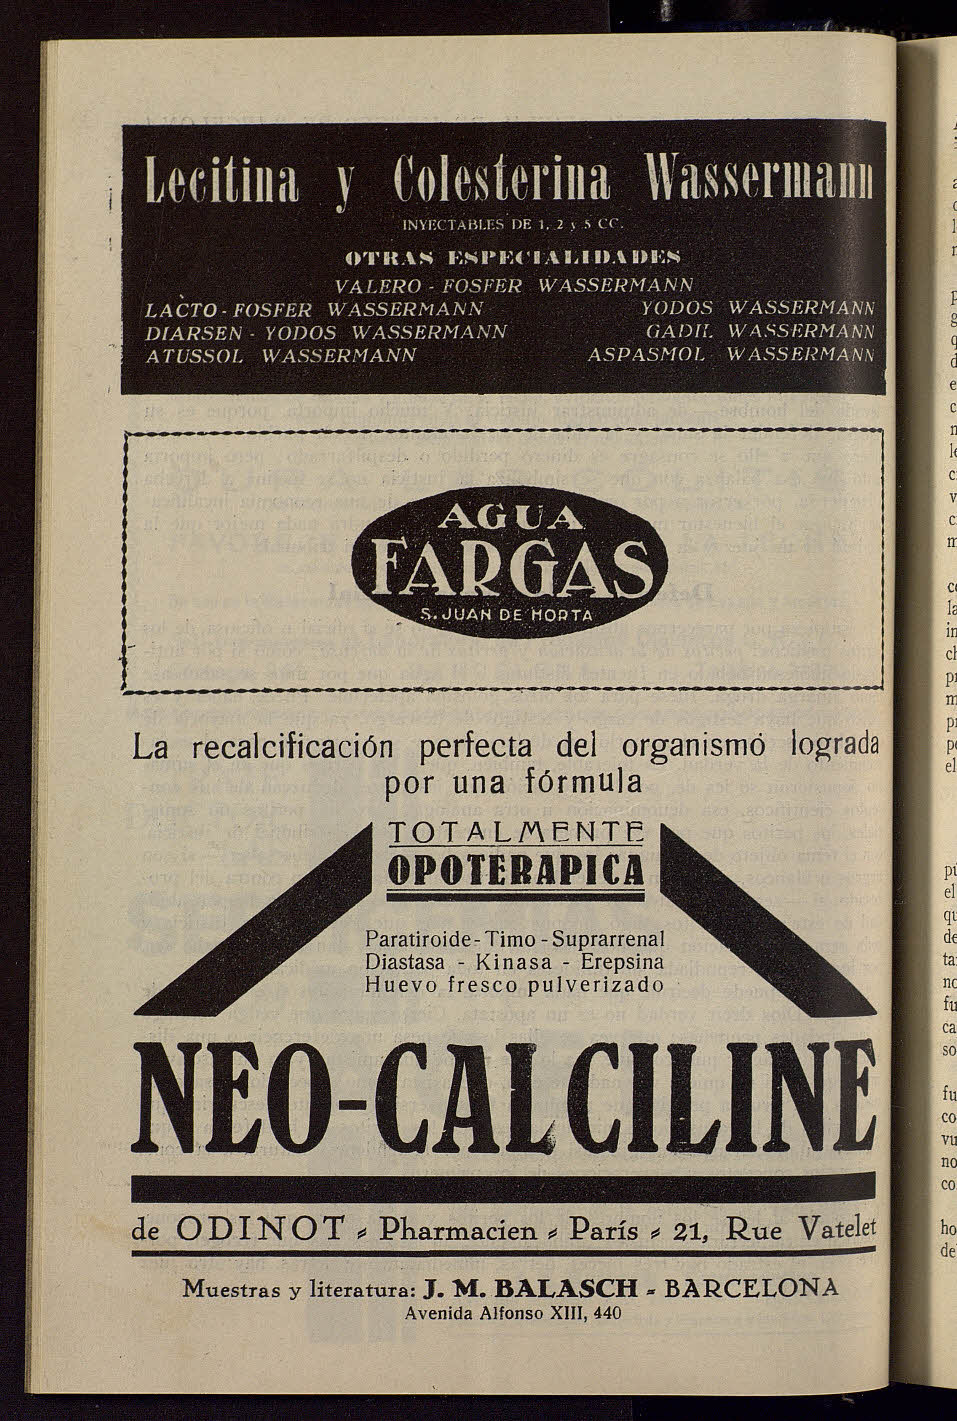 Lecitina y Colesterina Wassermann
INYECTABLES DE 1, 2 y 5 CC.
OTRAS ESPECIALIDADES
VALERO - FOSFER WASSERMANN
LACTO - FOSFER WASSERMANN YODOS WASSERMANN
DIARSEN - YODOS WASSERMANN GADIL WASSERMANN
ATUSSOL WASSERMANN ASPASMOL WASSERMANN
AGUA
FARGAS
S. JUAN DE HORTA
La recalcificación perfecta del organismo lograda
por una fórmula
TOTALMENTE
OPOTERAPICA
Paratiroide - Timo - Suprarrenal
Diastasa - Kinasa - Erepsina
Huevo fresco pulverizado
NEO-CALCILINE
de ODINOT - Pharmacien - París - 21, Rue Vatelet
Muestras y literatura: J. M. BALASCH - BARCELONA
Avenida Alfonso XIII, 440